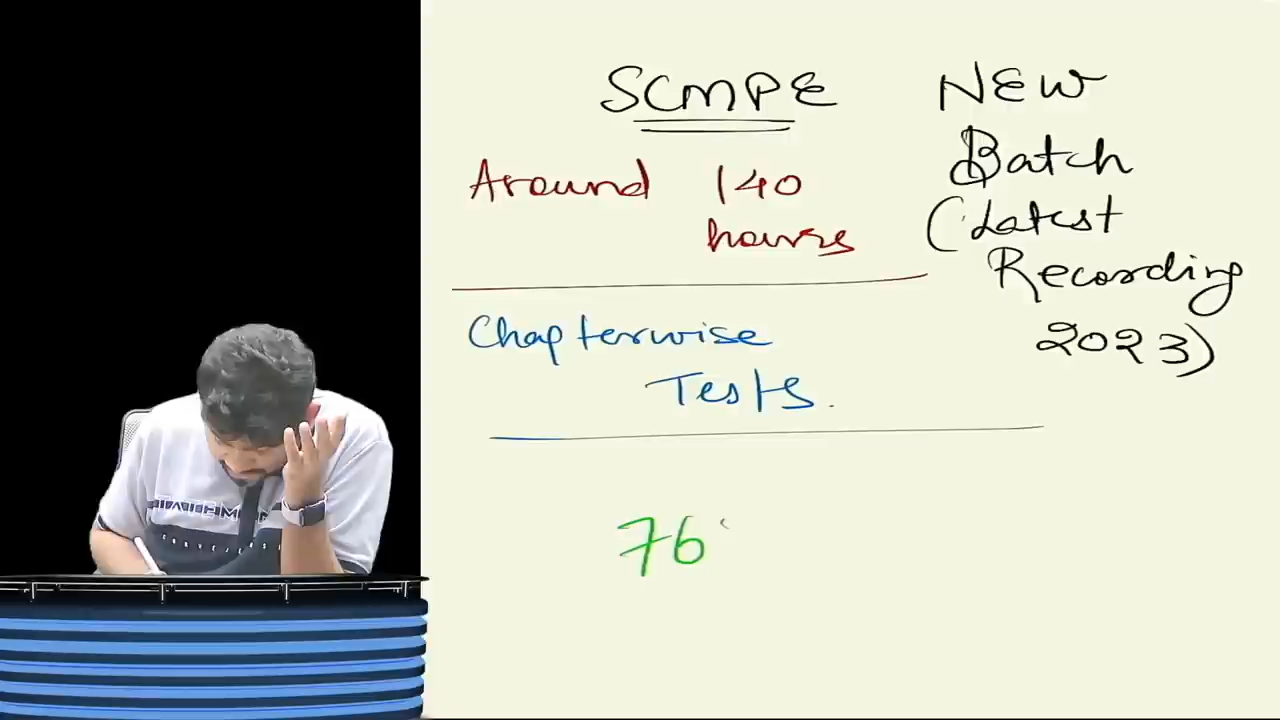 SCMPE
Around 140
hours
NEW
Batch
(Latest
Recording
2023)
Chapterwise
Tests.
76